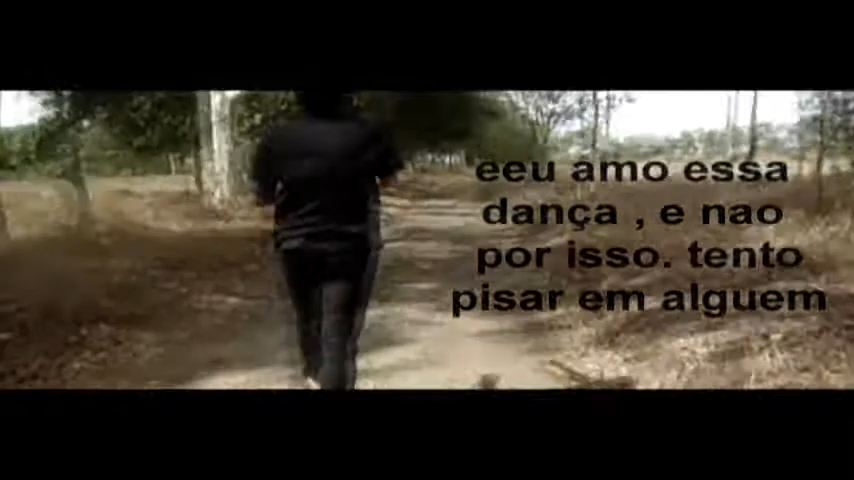 eeu amo essa
dança , e nao
por isso. tento
pisar em alguem